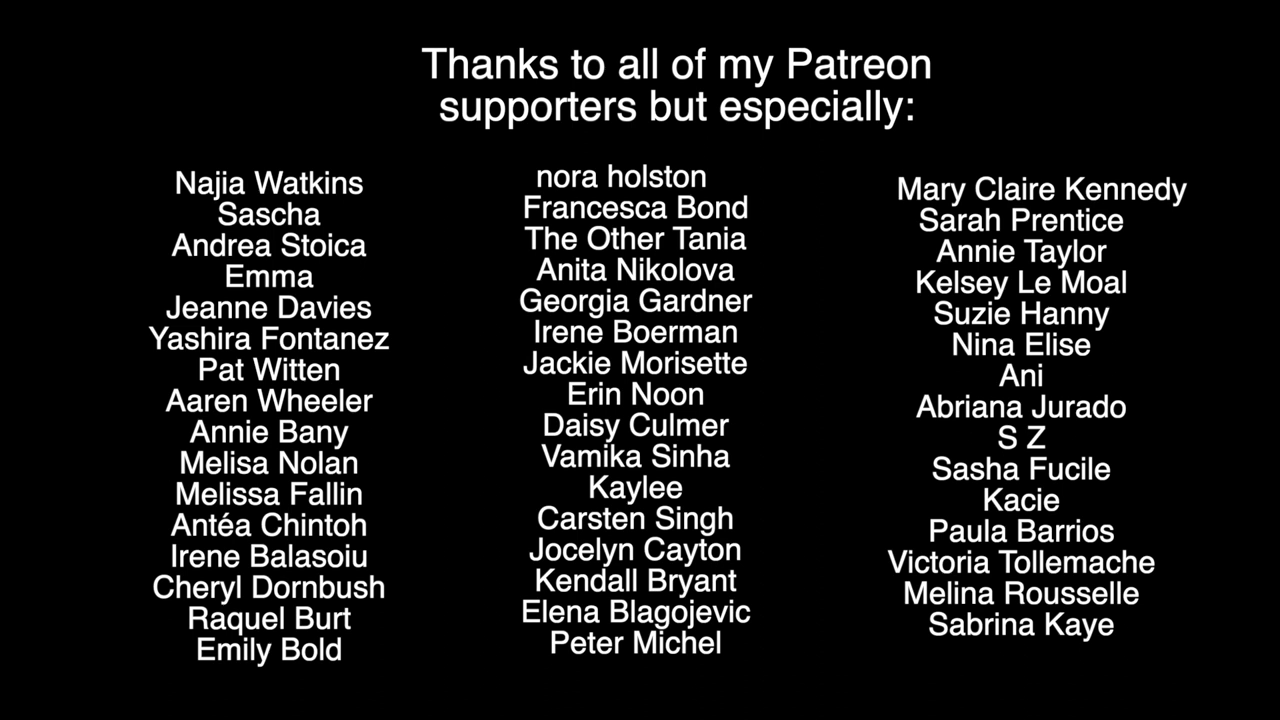 Thanks to all of my Patreon
supporters but especially:
Najia Watkins
Sascha
Andrea Stoica
Emma
Jeanne Davies
Yashira Fontanez
Pat Witten
Aaren Wheeler
Annie Bany
Melisa Nolan
Melissa Fallin
Antéa Chintoh
Irene Balasoiu
Cheryl Dornbush
Raquel Burt
Emily Bold
nora holston
Francesca Bond
The Other Tania
Anita Nikolova
Georgia Gardner
Irene Boerman
Jackie Morisette
Erin Noon
Daisy Culmer
Vamika Sinha
Kaylee
Carsten Singh
Jocelyn Cayton
Kendall Bryant
Elena Blagojevic
Peter Michel
Mary Claire Kennedy
Sarah Prentice
Annie Taylor
Kelsey Le Moal
Suzie Hanny
Nina Elise
Ani
Abriana Jurado
S Z
Sasha Fucile
Kacie
Paula Barrios
Victoria Tollemache
Melina Rousselle
Sabrina Kaye